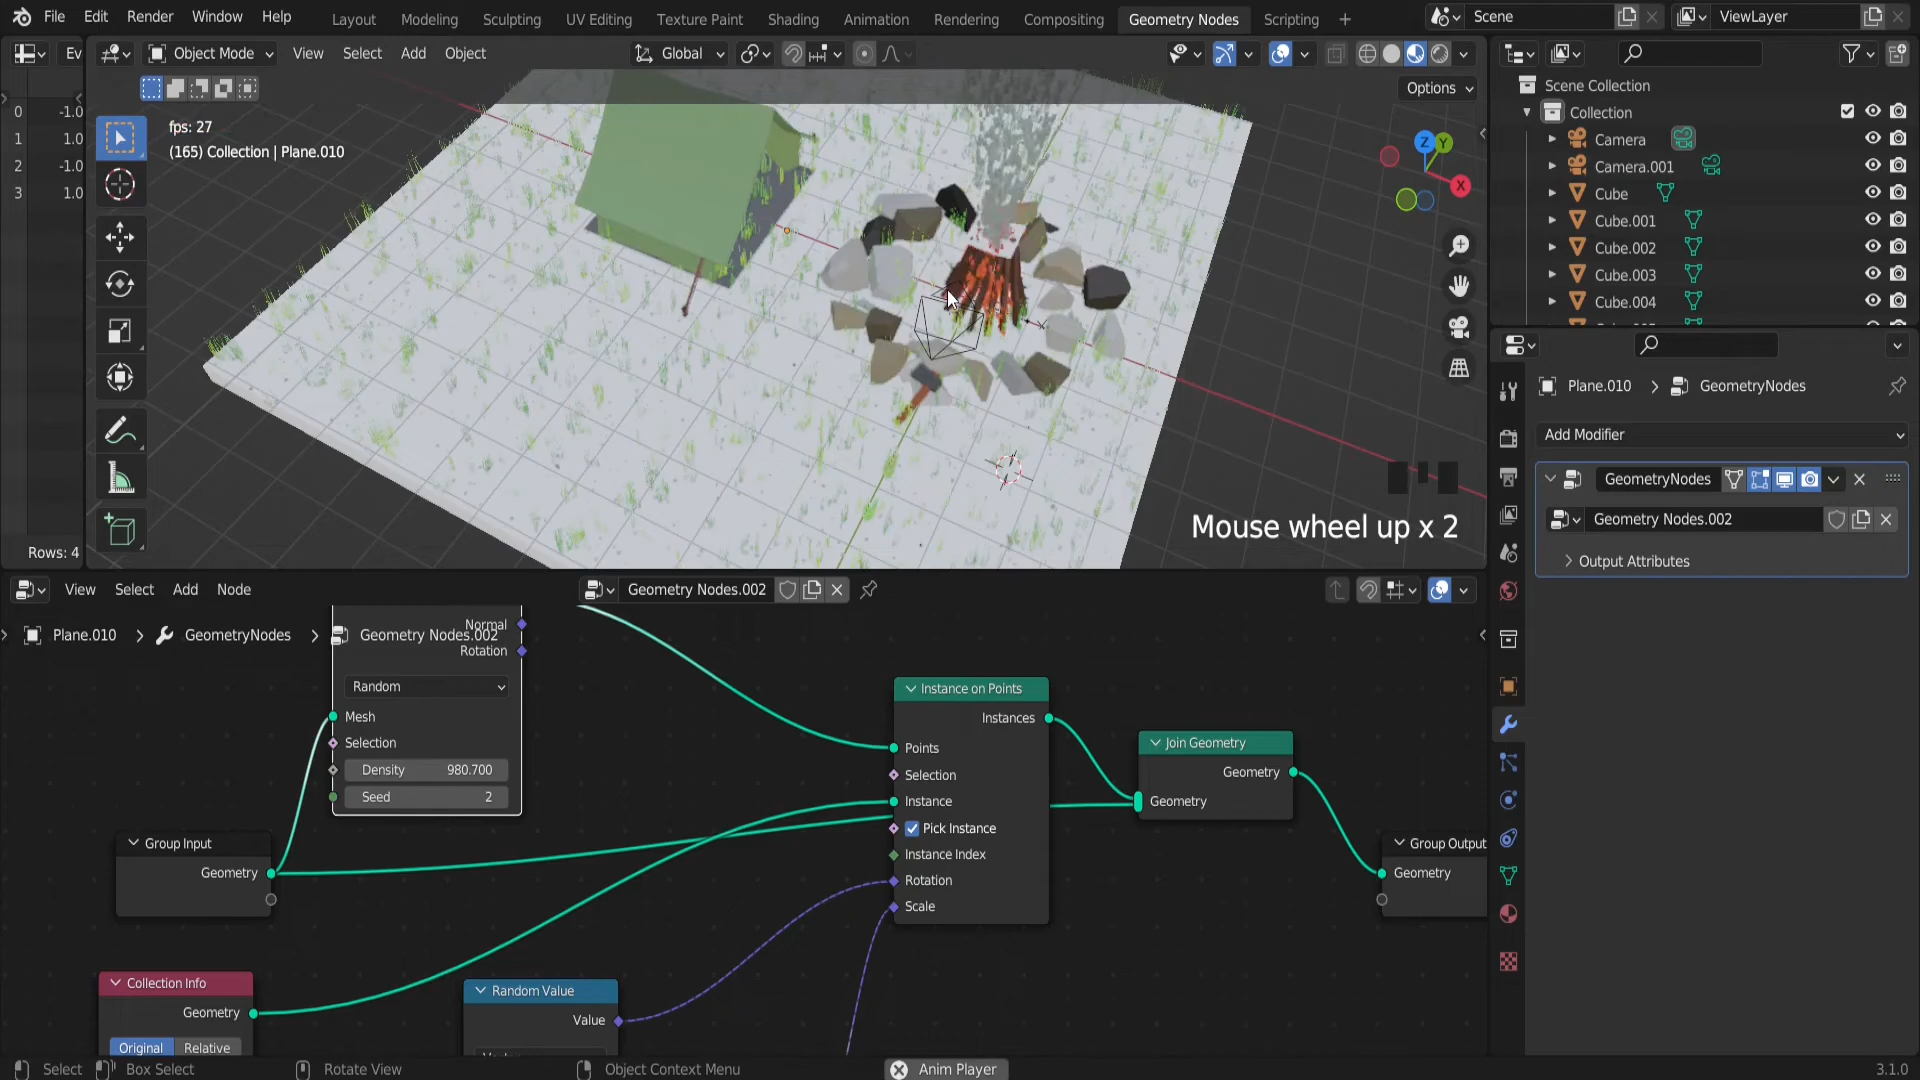 File Edit Render Window Help Layout Modeling Sculpting UV Editing Texture Paint Shading Animation Rendering Compositing Geometry Nodes Scripting + Scene ViewLayer
Ev Object Mode View Select Add Object Global
Options
0 -1.0
1 1.0
2 -1.0
3 1.0
Rows: 4
fps: 27
(165) Collection | Plane.010
Z Y X
Mouse wheel up x 2
Scene Collection
Collection
Camera
Camera.001
Cube
Cube.001
Cube.002
Cube.003
Cube.004
Plane.010 > GeometryNodes
Add Modifier
GeometryNodes
Geometry Nodes.002
Output Attributes
View Select Add Node Geometry Nodes.002
Plane.010 > GeometryNodes > Geometry Nodes.002
Normal
Rotation
Random
Mesh
Selection
Density 980.700
Seed 2
Group Input
Geometry
Collection Info
Geometry
Original Relative
Random Value
Value
Instance on Points
Instances
Points
Selection
Instance
Pick Instance
Instance Index
Rotation
Scale
Join Geometry
Geometry
Geometry
Group Output
Geometry
Select Box Select Rotate View Object Context Menu Anim Player 3.1.0